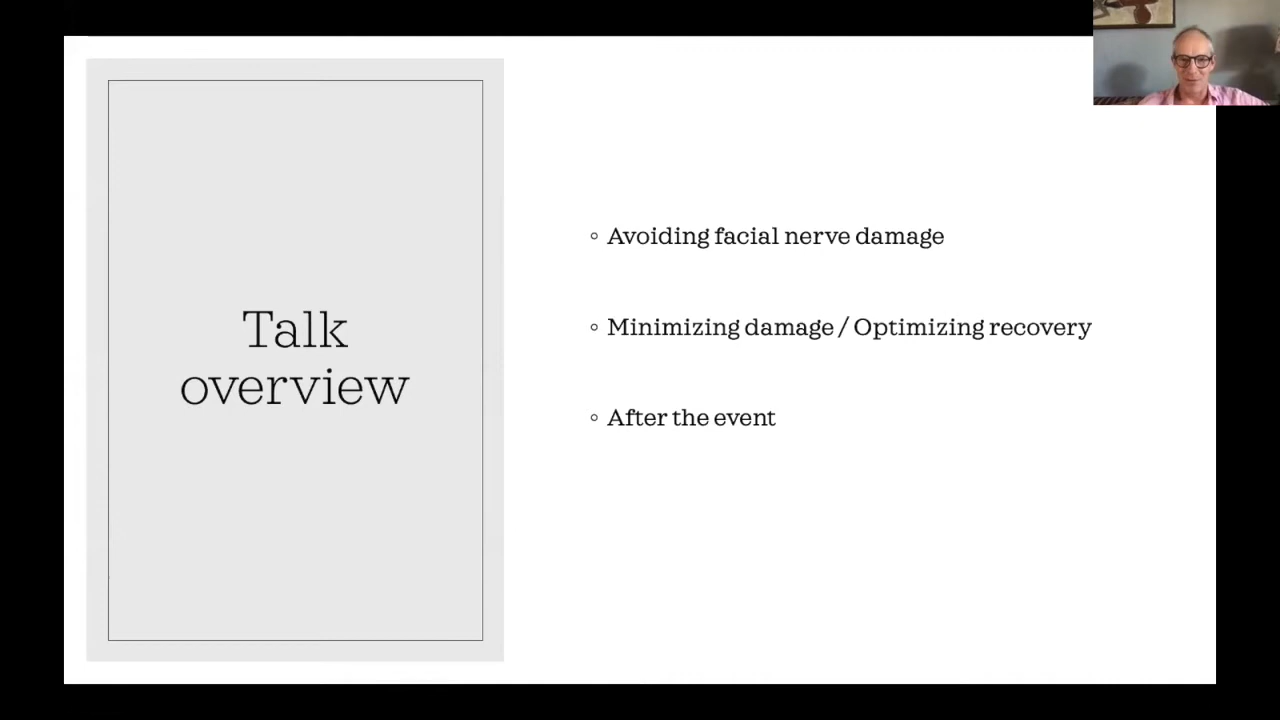 Talk
overview
◦ Avoiding facial nerve damage
◦ Minimizing damage / Optimizing recovery
◦ After the event